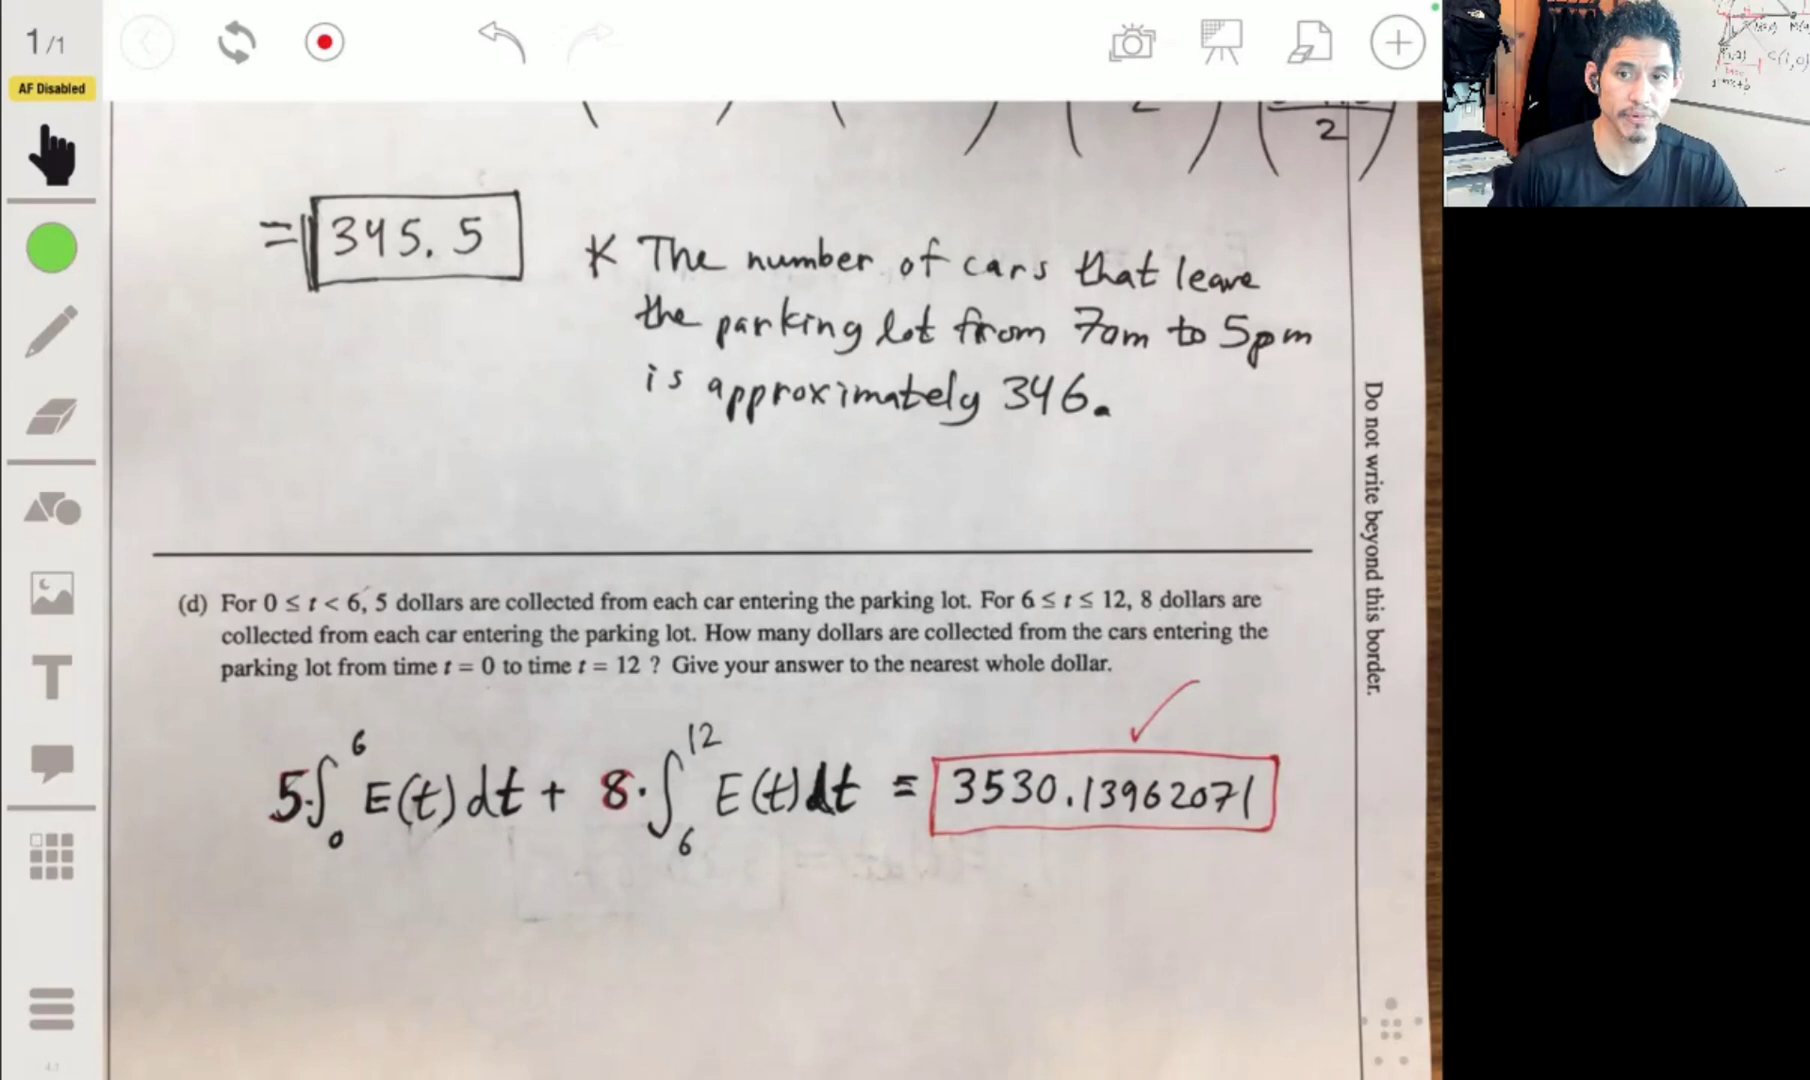 1/1
AF Disabled
2
= 345.5
* The number of cars that leave
the parking lot from 7am to 5pm
is approximately 346.
Do not write beyond this border.
(d) For 0 ≤ t < 6, 5 dollars are collected from each car entering the parking lot. For 6 ≤ t ≤ 12, 8 dollars are
collected from each car entering the parking lot. How many dollars are collected from the cars entering the
parking lot from time t = 0 to time t = 12 ? Give your answer to the nearest whole dollar.
5·∫₀⁶ E(t) dt + 8·∫₆¹² E(t) dt = 3530.13962071
T